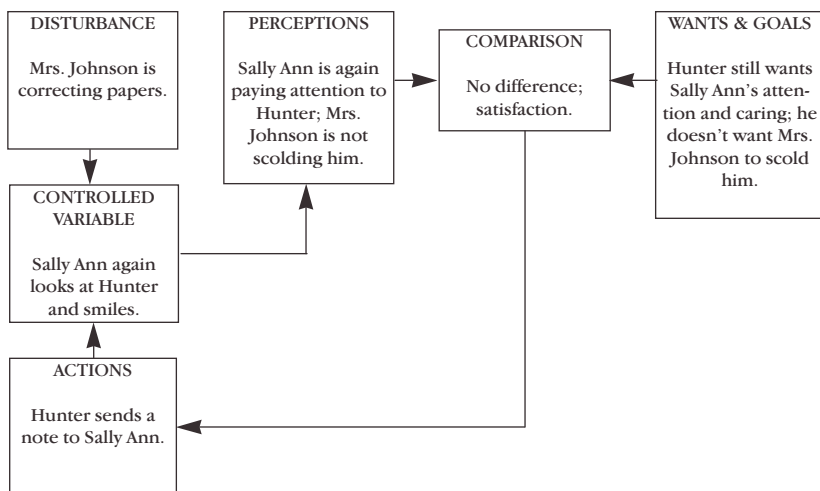 DISTURBANCE
Mrs. Johnson is
correcting papers.
PERCEPTIONS
Sally Ann is again
paying attention to
Hunter; Mrs.
Johnson is not
scolding him.
COMPARISON
No difference;
satisfaction.
WANTS & GOALS
Hunter still wants
Sally Ann’s atten-
tion and caring; he
doesn’t want Mrs.
Johnson to scold
him.
CONTROLLED
VARIABLE
Sally Ann again
looks at Hunter
and smiles.
ACTIONS
Hunter sends a
note to Sally Ann.